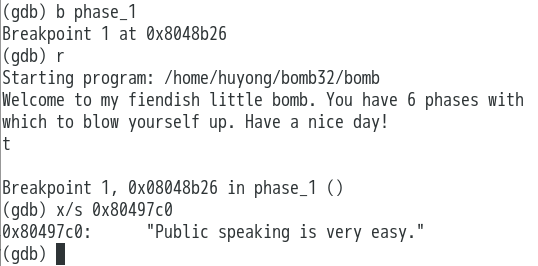 (gdb) b phase_1
Breakpoint 1 at 0x8048b26
(gdb) r
Starting program: /home/huyong/bomb32/bomb
Welcome to my fiendish little bomb. You have 6 phases with
which to blow yourself up. Have a nice day!
t
Breakpoint 1, 0x08048b26 in phase_1 ()
(gdb) x/s 0x80497c0
0x80497c0:      "Public speaking is very easy."
(gdb)